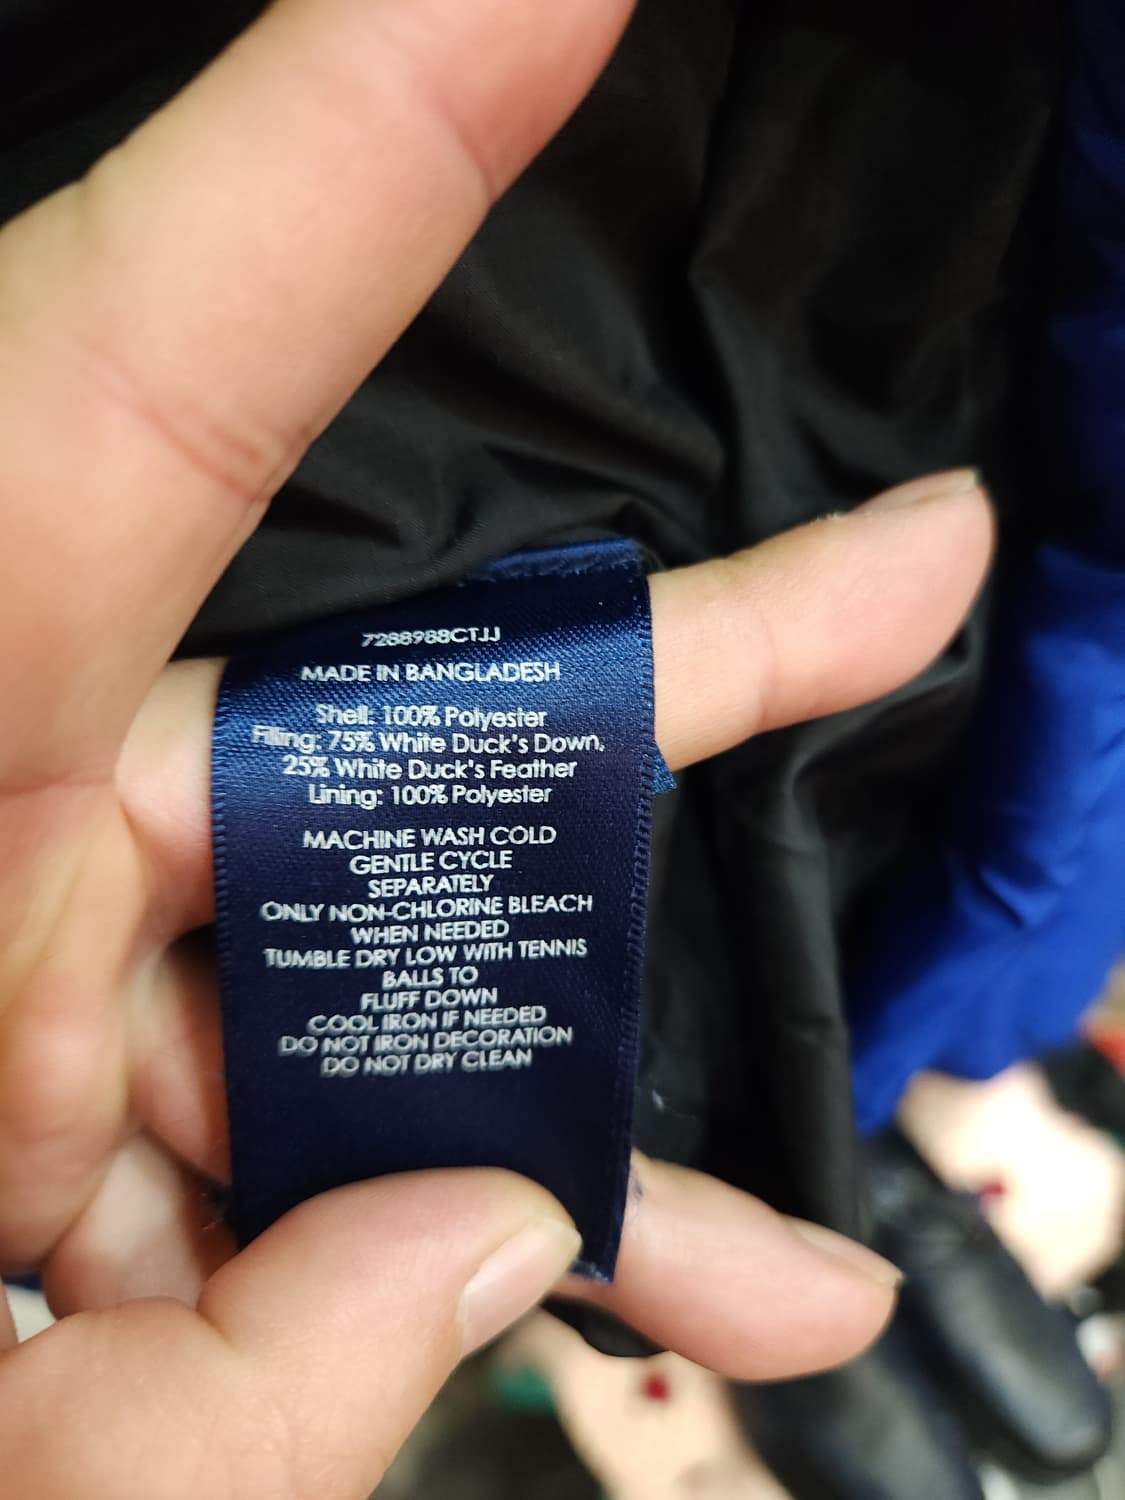 7288988CTJJ
MADE IN BANGLADESH
Shell: 100% Polyester
Filling: 75% White Duck's Down,
25% White Duck's Feather
Lining: 100% Polyester
MACHINE WASH COLD
GENTLE CYCLE
SEPARATELY
ONLY NON-CHLORINE BLEACH
WHEN NEEDED
TUMBLE DRY LOW WITH TENNIS
BALLS TO
FLUFF DOWN
COOL IRON IF NEEDED
DO NOT IRON DECORATION
DO NOT DRY CLEAN